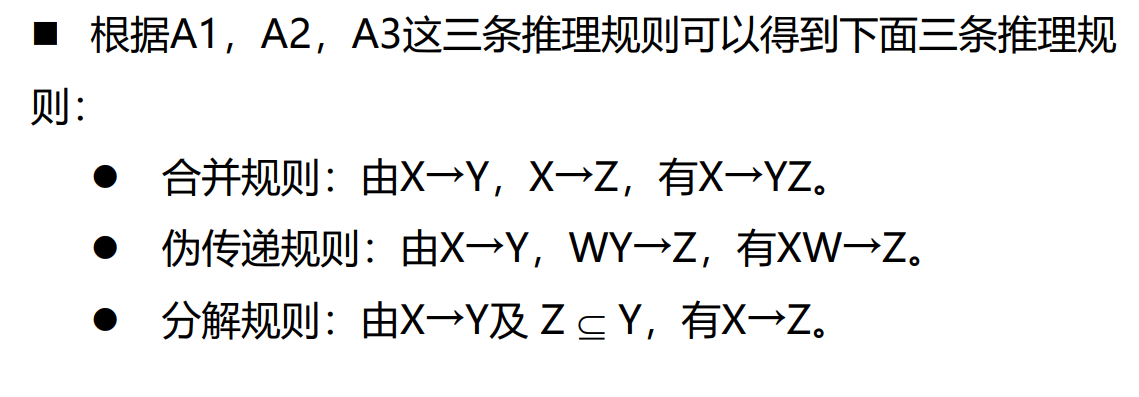 ■ 根据A1，A2，A3这三条推理规则可以得到下面三条推理规
则：
● 合并规则：由X→Y，X→Z，有X→YZ。
● 伪传递规则：由X→Y，WY→Z，有XW→Z。
● 分解规则：由X→Y及 Z ⊆ Y，有X→Z。